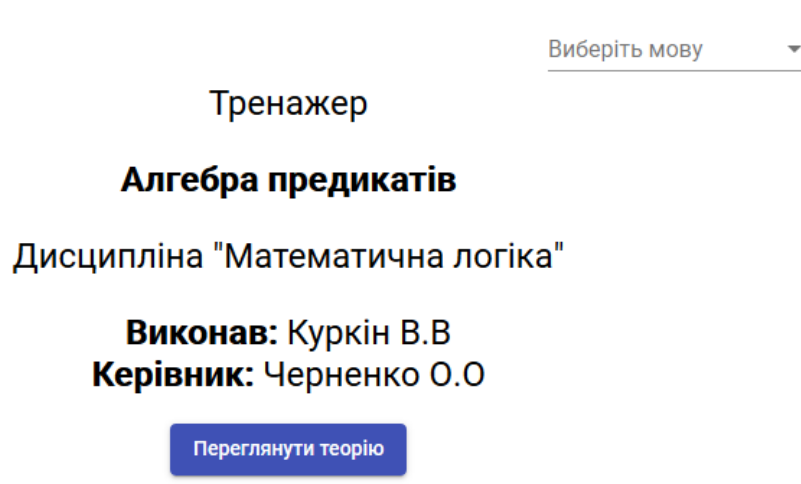 Виберіть мову
Тренажер
Алгебра предикатів
Дисципліна "Математична логіка"
Виконав: Куркін В.В
Керівник: Черненко О.О
Переглянути теорію